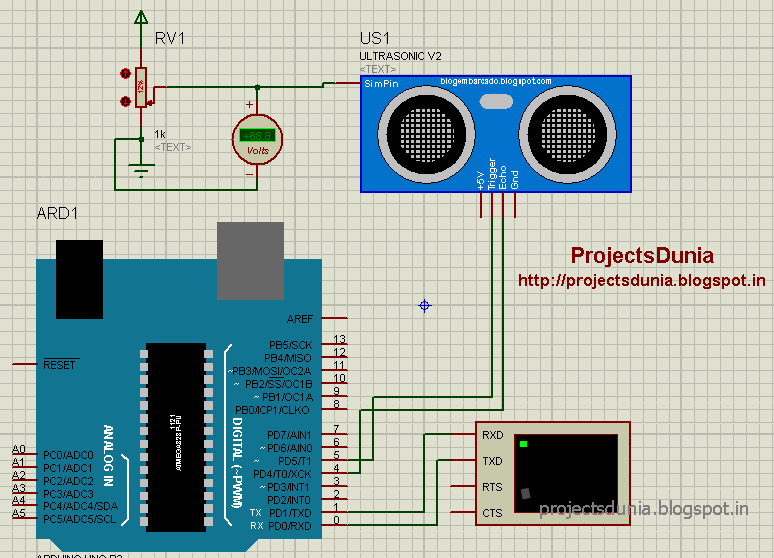 RV1
12%
1k
<TEXT>
+88.8
Volts
US1
ULTRASONIC V2
<TEXT>
blogembarcado.blogspot.com
SimPin
+5V
Trigger
Echo
Gnd
ProjectsDunia
http://projectsdunia.blogspot.in
ARD1
RESET
AREF
PB5/SCK 13
PB4/MISO 12
~PB3/MOSI/OC2A 11
~ PB2/SS/OC1B 10
~ PB1/OC1A 9
PB0/ICP1/CLKO 8
PD7/AIN1 7
~ PD6/AIN0 6
~ PD5/T1 5
PD4/T0/XCK 4
~ PD3/INT1 3
PD2/INT0 2
TX PD1/TXD 1
RX PD0/RXD 0
DIGITAL (~PWM)
ANALOG IN
1121
ATMEGA328P-PU
A0 PC0/ADC0
A1 PC1/ADC1
A2 PC2/ADC2
A3 PC3/ADC3
A4 PC4/ADC4/SDA
A5 PC5/ADC5/SCL
RXD
TXD
RTS
CTS
projectsdunia.blogspot.in
ARDUINO UNO R3